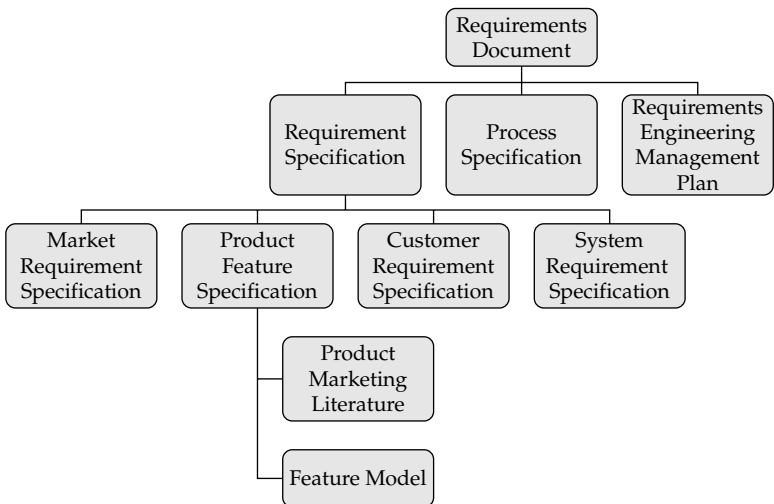 Requirements
Document
Requirement
Specification
Process
Specification
Requirements
Engineering
Management
Plan
Market
Requirement
Specification
Product
Feature
Specification
Customer
Requirement
Specification
System
Requirement
Specification
Product
Marketing
Literature
Feature Model